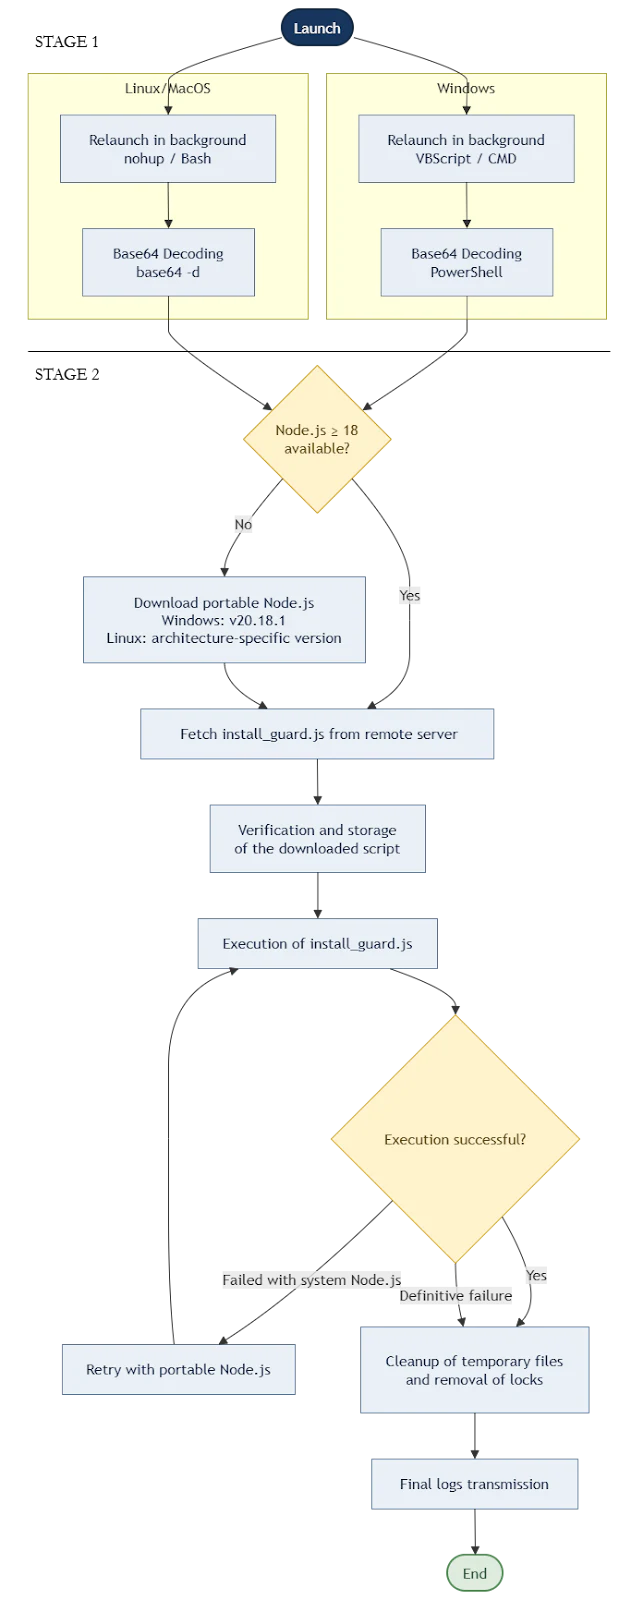 Launch
STAGE 1
Linux/MacOS
Windows
Relaunch in background
nohup / Bash
Relaunch in background
VBScript / CMD
Base64 Decoding
base64 -d
Base64 Decoding
PowerShell
STAGE 2
Node.js ≥ 18
available?
No
Yes
Download portable Node.js
Windows: v20.18.1
Linux: architecture-specific version
Fetch install_guard.js from remote server
Verification and storage
of the downloaded script
Execution of install_guard.js
Execution successful?
Failed with system Node.js
Definitive failure
Yes
Retry with portable Node.js
Cleanup of temporary files
and removal of locks
Final logs transmission
End